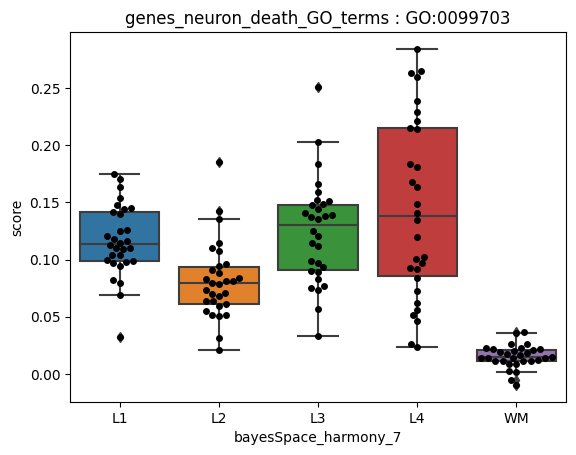 genes_neuron_death_GO_terms : GO:0099703
score
0.25
0.20
0.15
0.10
0.05
0.00
L1 L2 L3 L4 WM
bayesSpace_harmony_7